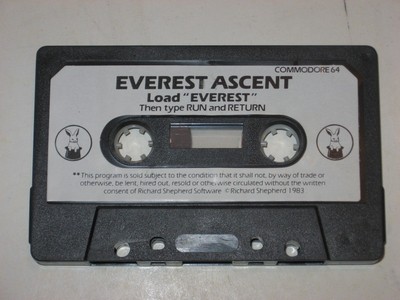 COMMODORE 64
EVEREST ASCENT
Load "EVEREST"
Then type RUN and RETURN
**This program is sold subject to the condition that it shall not, by way of trade or
otherwise, be lent, hired out, resold or otherwise circulated without the written
consent of Richard Shepherd Software © Richard Shepherd 1983